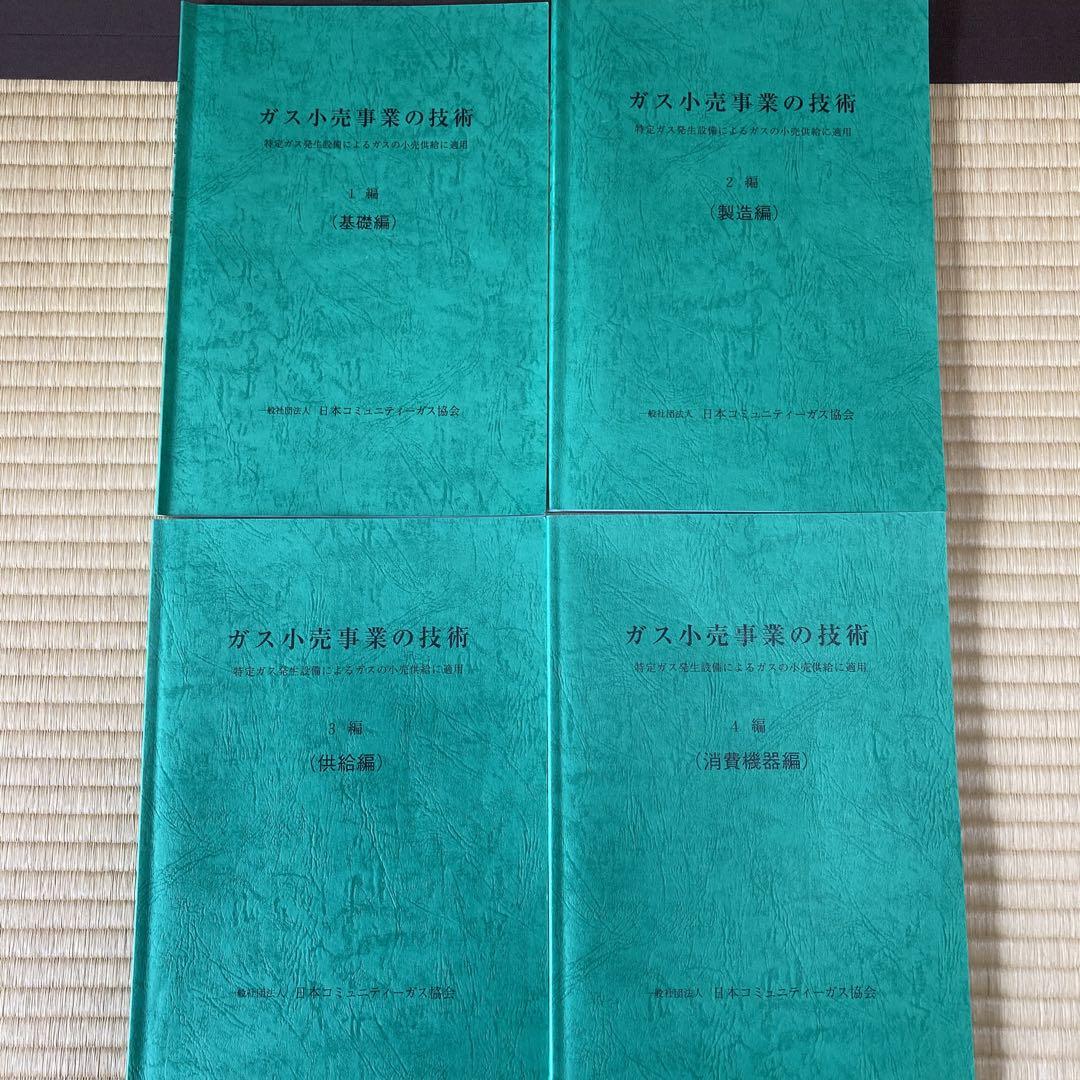 ガス小売事業の技術
特定ガス発生設備によるガスの小売供給に適用
1 編
(基礎編)
一般社団法人 日本コミュニティーガス協会
ガス小売事業の技術
特定ガス発生設備によるガスの小売供給に適用
2 編
(製造編)
一般社団法人 日本コミュニティーガス協会
ガス小売事業の技術
特定ガス発生設備によるガスの小売供給に適用
3 編
(供給編)
一般社団法人 日本コミュニティーガス協会
ガス小売事業の技術
特定ガス発生設備によるガスの小売供給に適用
4 編
(消費機器編)
一般社団法人 日本コミュニティーガス協会